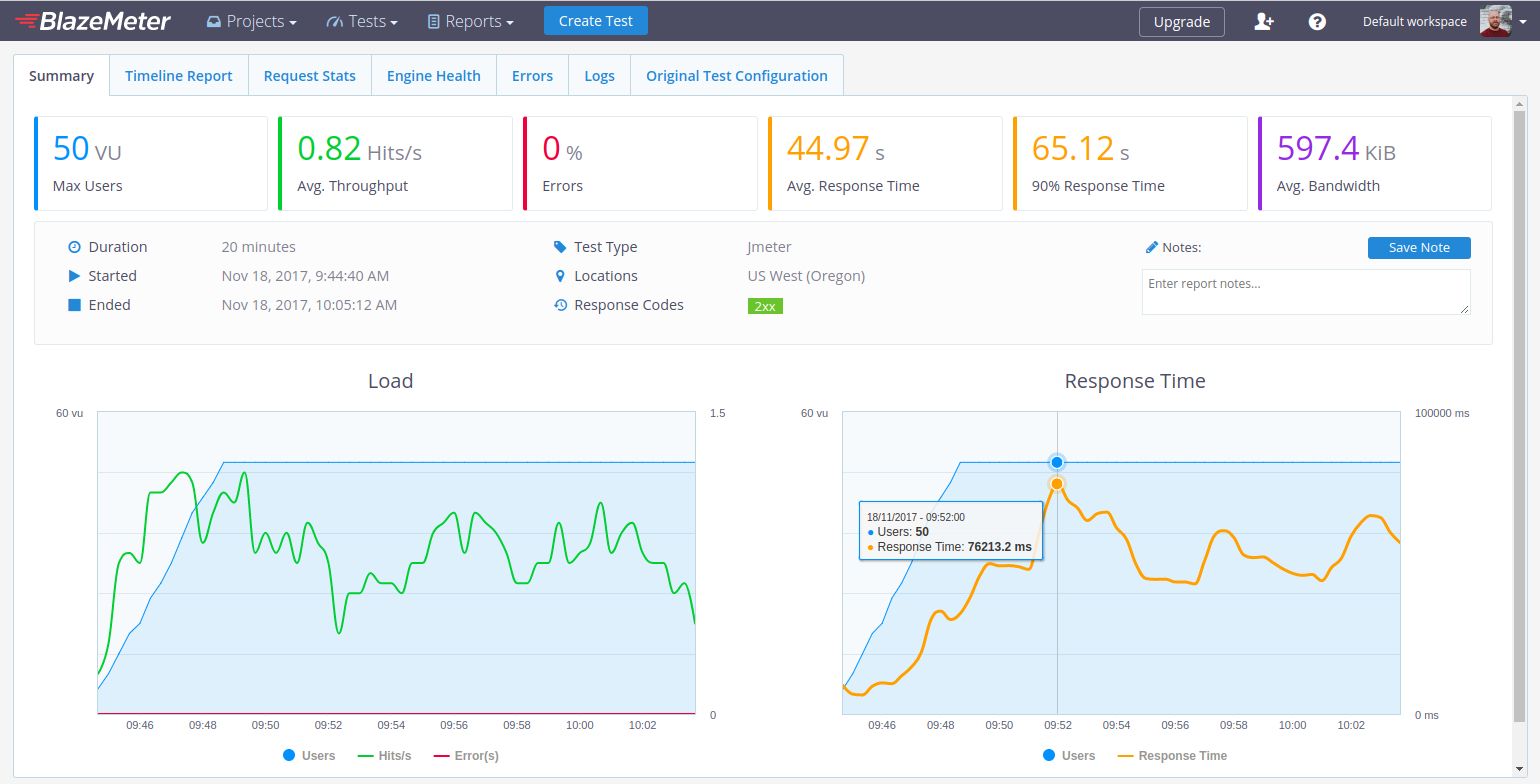 BlazeMeter Projects Tests Reports Create Test Upgrade Default workspace
Summary Timeline Report Request Stats Engine Health Errors Logs Original Test Configuration
50 VU
Max Users
0.82 Hits/s
Avg. Throughput
0 %
Errors
44.97 s
Avg. Response Time
65.12 s
90% Response Time
597.4 KiB
Avg. Bandwidth
Duration 20 minutes
Started Nov 18, 2017, 9:44:40 AM
Ended Nov 18, 2017, 10:05:12 AM
Test Type Jmeter
Locations US West (Oregon)
Response Codes 2xx
Notes: Save Note
Enter report notes...
Load
60 vu 1.5
0
09:46 09:48 09:50 09:52 09:54 09:56 09:58 10:00 10:02
Users Hits/s Error(s)
Response Time
60 vu 100000 ms
18/11/2017 - 09:52:00
Users: 50
Response Time: 76213.2 ms
0 ms
09:46 09:48 09:50 09:52 09:54 09:56 09:58 10:00 10:02
Users Response Time